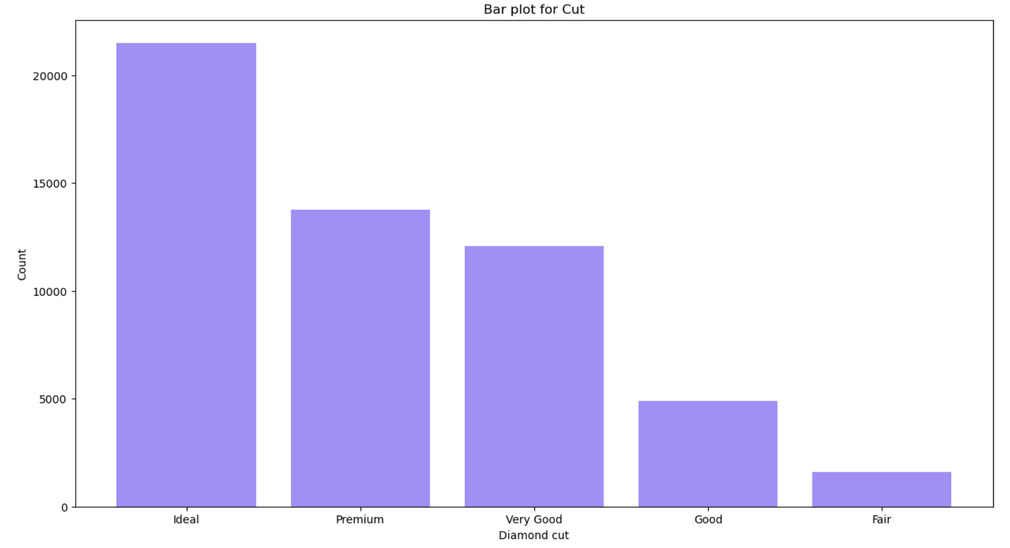 Bar plot for Cut
20000
15000
10000
5000
0
Count
Ideal Premium Very Good Good Fair
Diamond cut